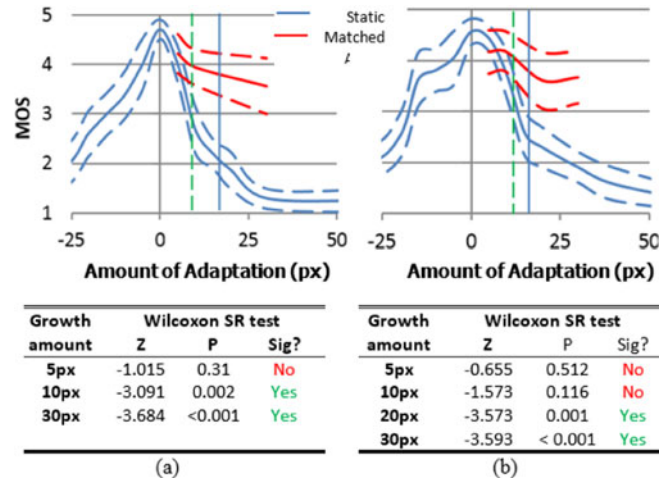 5
4
3
2
1
MOS
Static
Matched
-25 0 25 50
-25 0 25 50
Amount of Adaptation (px)
Amount of Adaptation (px)
Growth Wilcoxon SR test
amount Z P Sig?
5px -1.015 0.31 No
10px -3.091 0.002 Yes
30px -3.684 <0.001 Yes
(a)
Growth Wilcoxon SR test
amount Z P Sig?
5px -0.655 0.512 No
10px -1.573 0.116 No
20px -3.573 0.001 Yes
30px -3.593 < 0.001 Yes
(b)